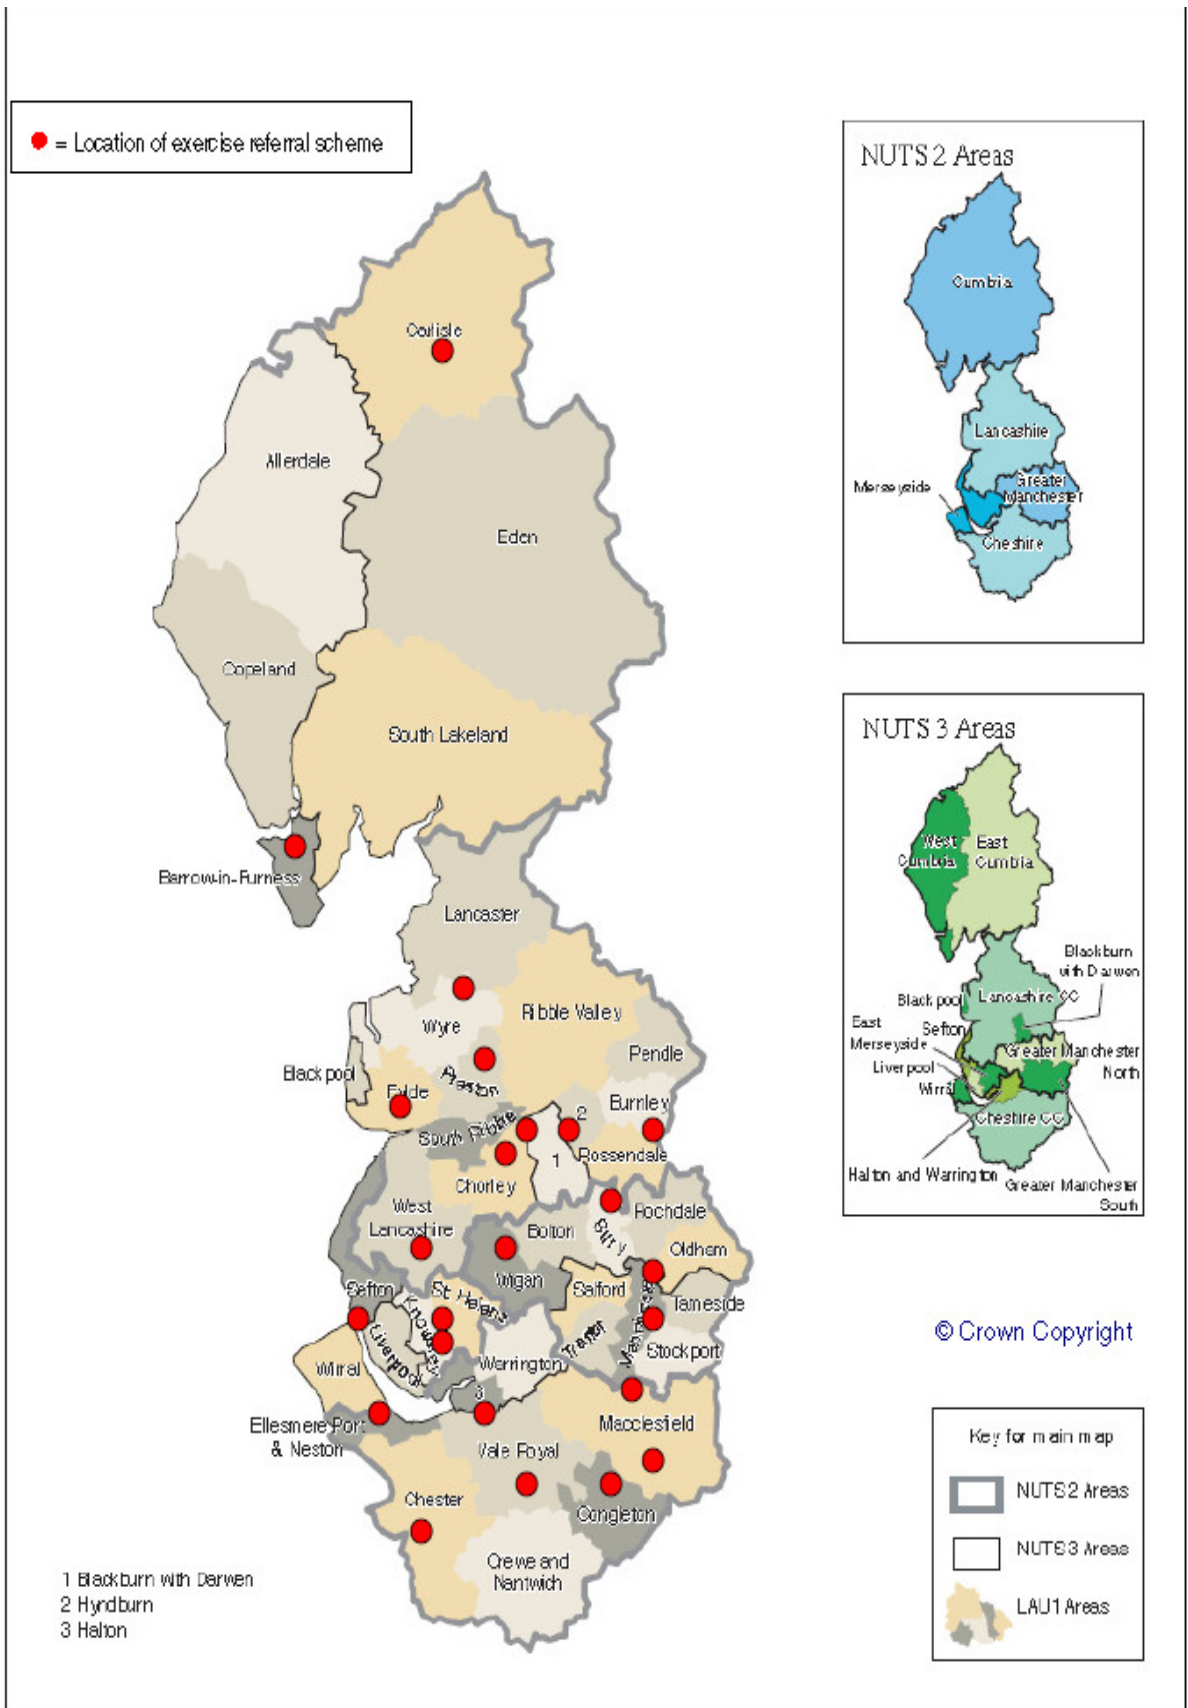 = Location of exercise referral scheme
NUTS 2 Areas
Cumbria
Lancashire
Merseyside
Greater
Manchester
Cheshire
Carlisle
Allerdale
Eden
Copeland
South Lakeland
Barrow-in-Furness
Lancaster
Wyre
Ribble Valley
Pendle
Blackpool
Preston
Fylde
Burnley
South Ribble
2
1
Rossendale
Chorley
West
Lancashire
Bolton
Bury
Rochdale
Oldham
Wigan
Sefton
St Helens
Knowsley
Salford
Manchester
Tameside
Liverpool
Trafford
Stockport
Wirral
Warrington
3
Ellesmere Port
& Neston
Macclesfield
Vale Royal
Chester
Congleton
Crewe and
Nantwich
1 Blackburn with Darwen
2 Hyndburn
3 Halton
NUTS 3 Areas
West
Cumbria
East
Cumbria
Blackburn
with Darwen
Blackpool
Lancashire CC
East
Merseyside
Sefton
Liverpool
Greater Manchester
North
Wirral
Cheshire CC
Halton and Warrington
Greater Manchester
South
© Crown Copyright
Key for main map
NUTS 2 Areas
NUTS 3 Areas
LAU1 Areas